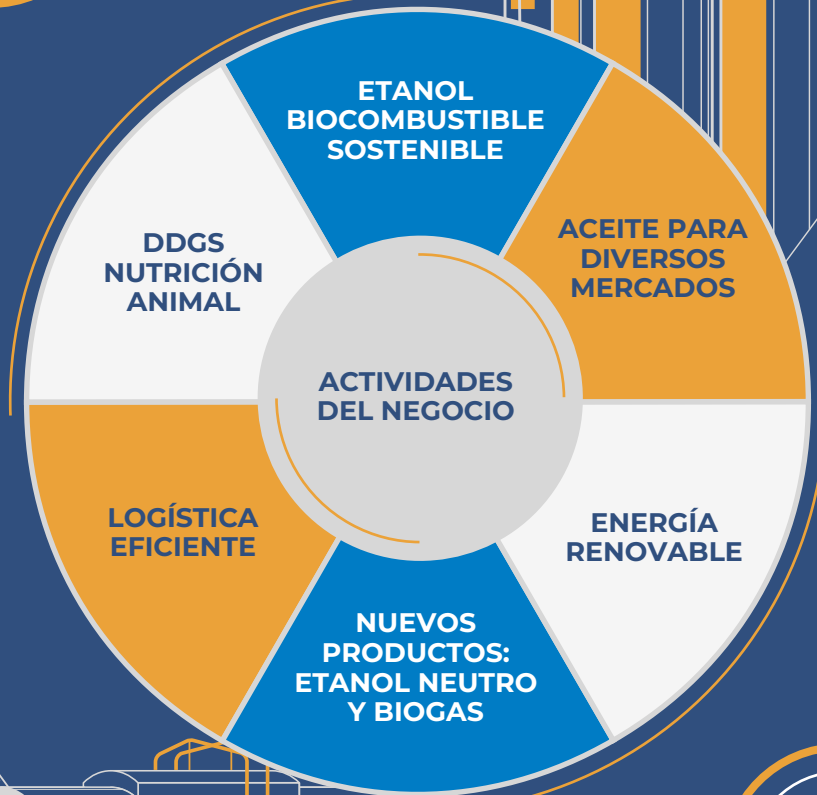 ETANOL
BIOCOMBUSTIBLE
SOSTENIBLE
ACEITE PARA
DIVERSOS
MERCADOS
ENERGÍA
RENOVABLE
NUEVOS
PRODUCTOS:
ETANOL NEUTRO
Y BIOGAS
LOGÍSTICA
EFICIENTE
DDGS
NUTRICIÓN
ANIMAL
ACTIVIDADES
DEL NEGOCIO